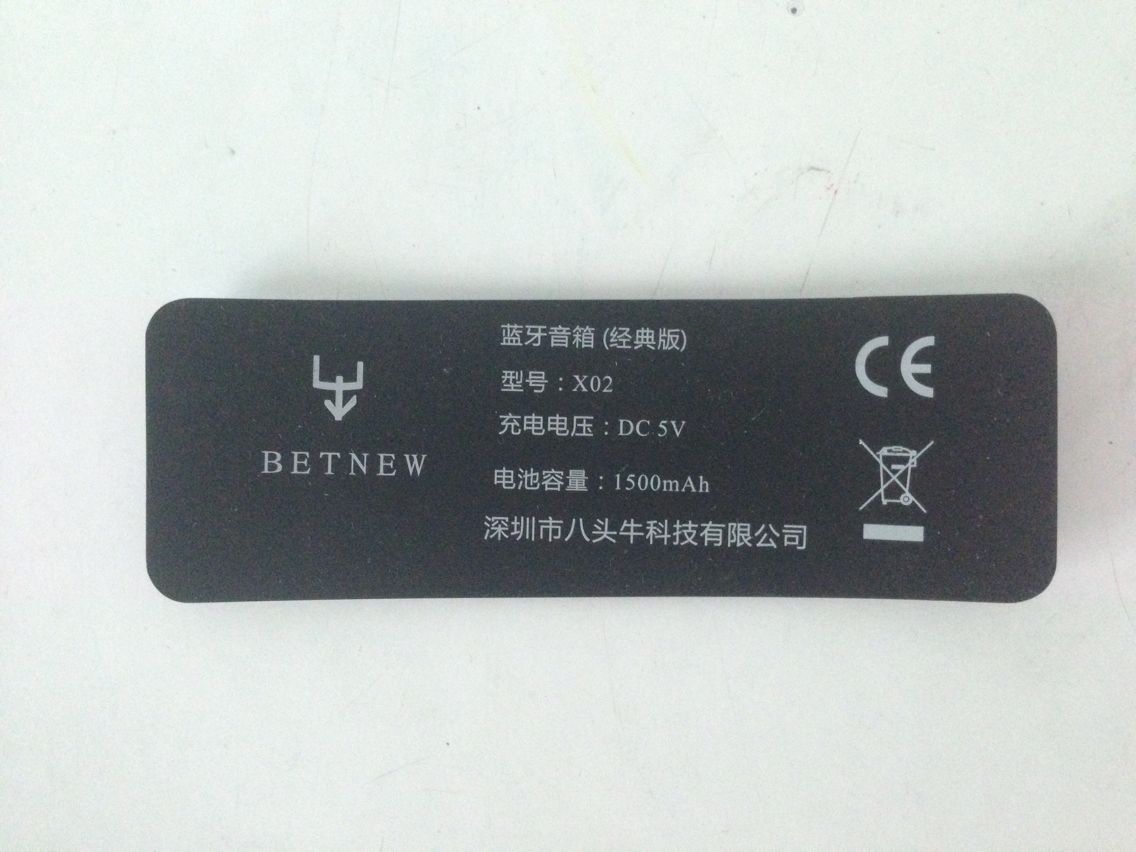 BETNEW
蓝牙音箱 (经典版)
型号：X02
充电电压：DC 5V
电池容量：1500mAh
深圳市八头牛科技有限公司
CE